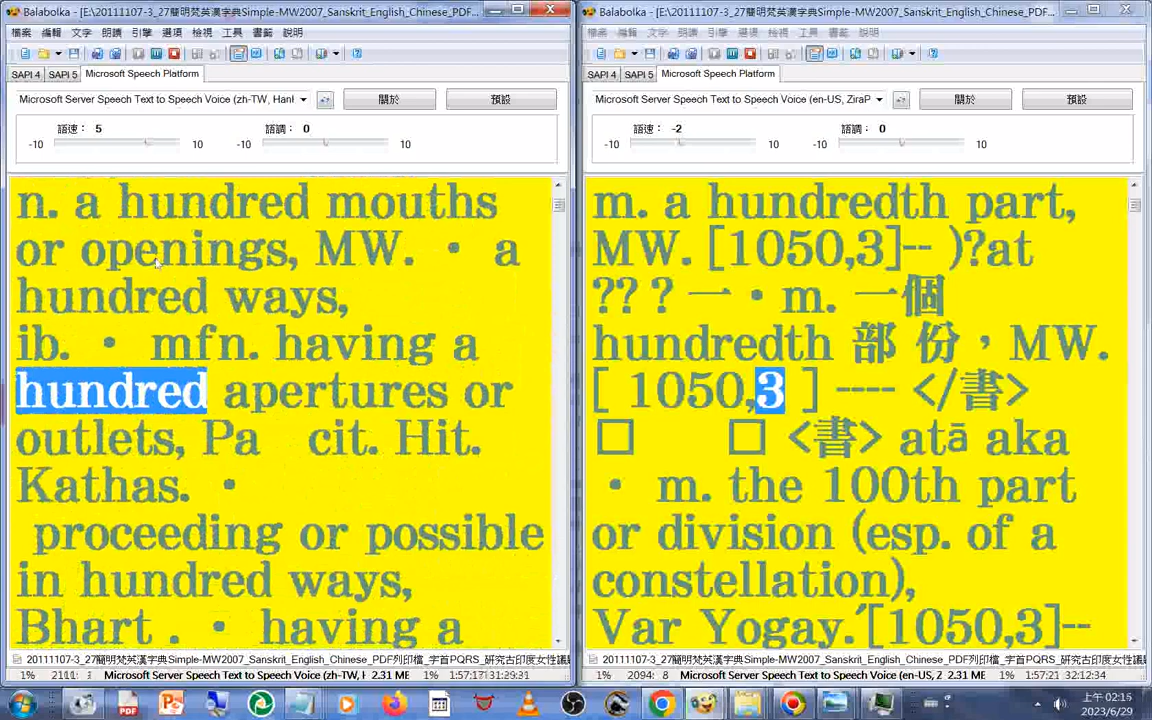 Balabolka - [E:\20111107-3_27簡明梵英漢字典Simple-MW2007_Sanskrit_English_Chinese_PDF...
檔案 編輯 文字 朗讀 引擎 選項 檢視 工具 書籤 說明
SAPI 4 SAPI 5 Microsoft Speech Platform
Microsoft Server Speech Text to Speech Voice (zh-TW, Hanl
關於 預設
語速： 5 語調： 0
-10 10 -10 10
n. a hundred mouths
or openings, MW. • a
hundred ways,
ib. • mfn. having a
hundred apertures or
outlets, Pa cit. Hit.
Kathas. •
proceeding or possible
in hundred ways,
Bhart . • having a
20111107-3_27簡明梵英漢字典Simple-MW2007_Sanskrit_English_Chinese_PDF列印檔_字首PQRS_研究古印度女性議
1% 2111: Microsoft Server Speech Text to Speech Voice (zh-TW, H 2.31 ME 1% 1:57:17 31:29:31
Balabolka - [E:\20111107-3_27簡明梵英漢字典Simple-MW2007_Sanskrit_English_Chinese_PDF...
檔案 編輯 文字 朗讀 引擎 選項 檢視 工具 書籤 說明
SAPI 4 SAPI 5 Microsoft Speech Platform
Microsoft Server Speech Text to Speech Voice (en-US, ZiraP
關於 預設
語速： -2 語調： 0
-10 10 -10 10
m. a hundredth part,
MW. [1050,3]-- )?at
?? ? 一 • m. 一個
hundredth 部 份，MW.
[ 1050,3 ] ---- </書>
□ □ <書> atā aka
• m. the 100th part
or division (esp. of a
constellation),
Var Yogay.[1050,3]--
20111107-3_27簡明梵英漢字典Simple-MW2007_Sanskrit_English_Chinese_PDF列印檔_字首PQRS_研究古印度女性議
1% 2094: 8 Microsoft Server Speech Text to Speech Voice (en-US, Z 2.31 MF 1% 1:57:21 32:12:34
上午 02:15
2023/6/29